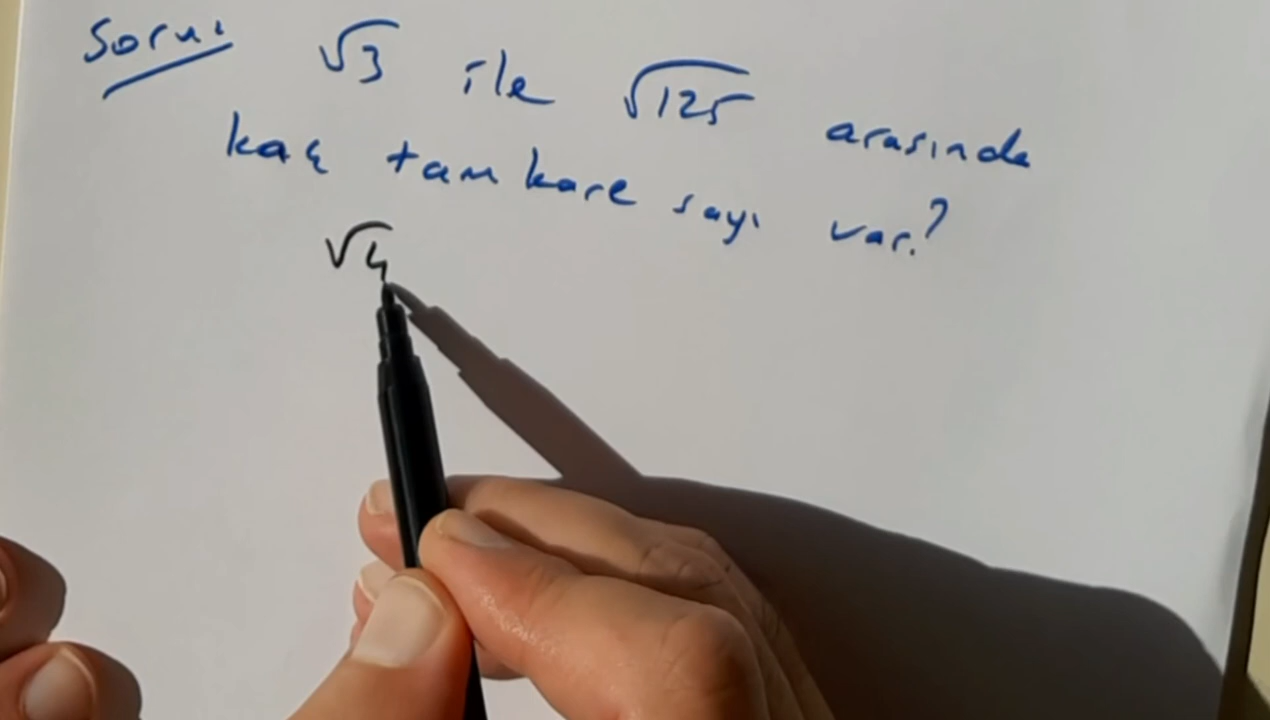 Soru: √3 ile √125 arasında
kaç tam kare sayı var?
√4